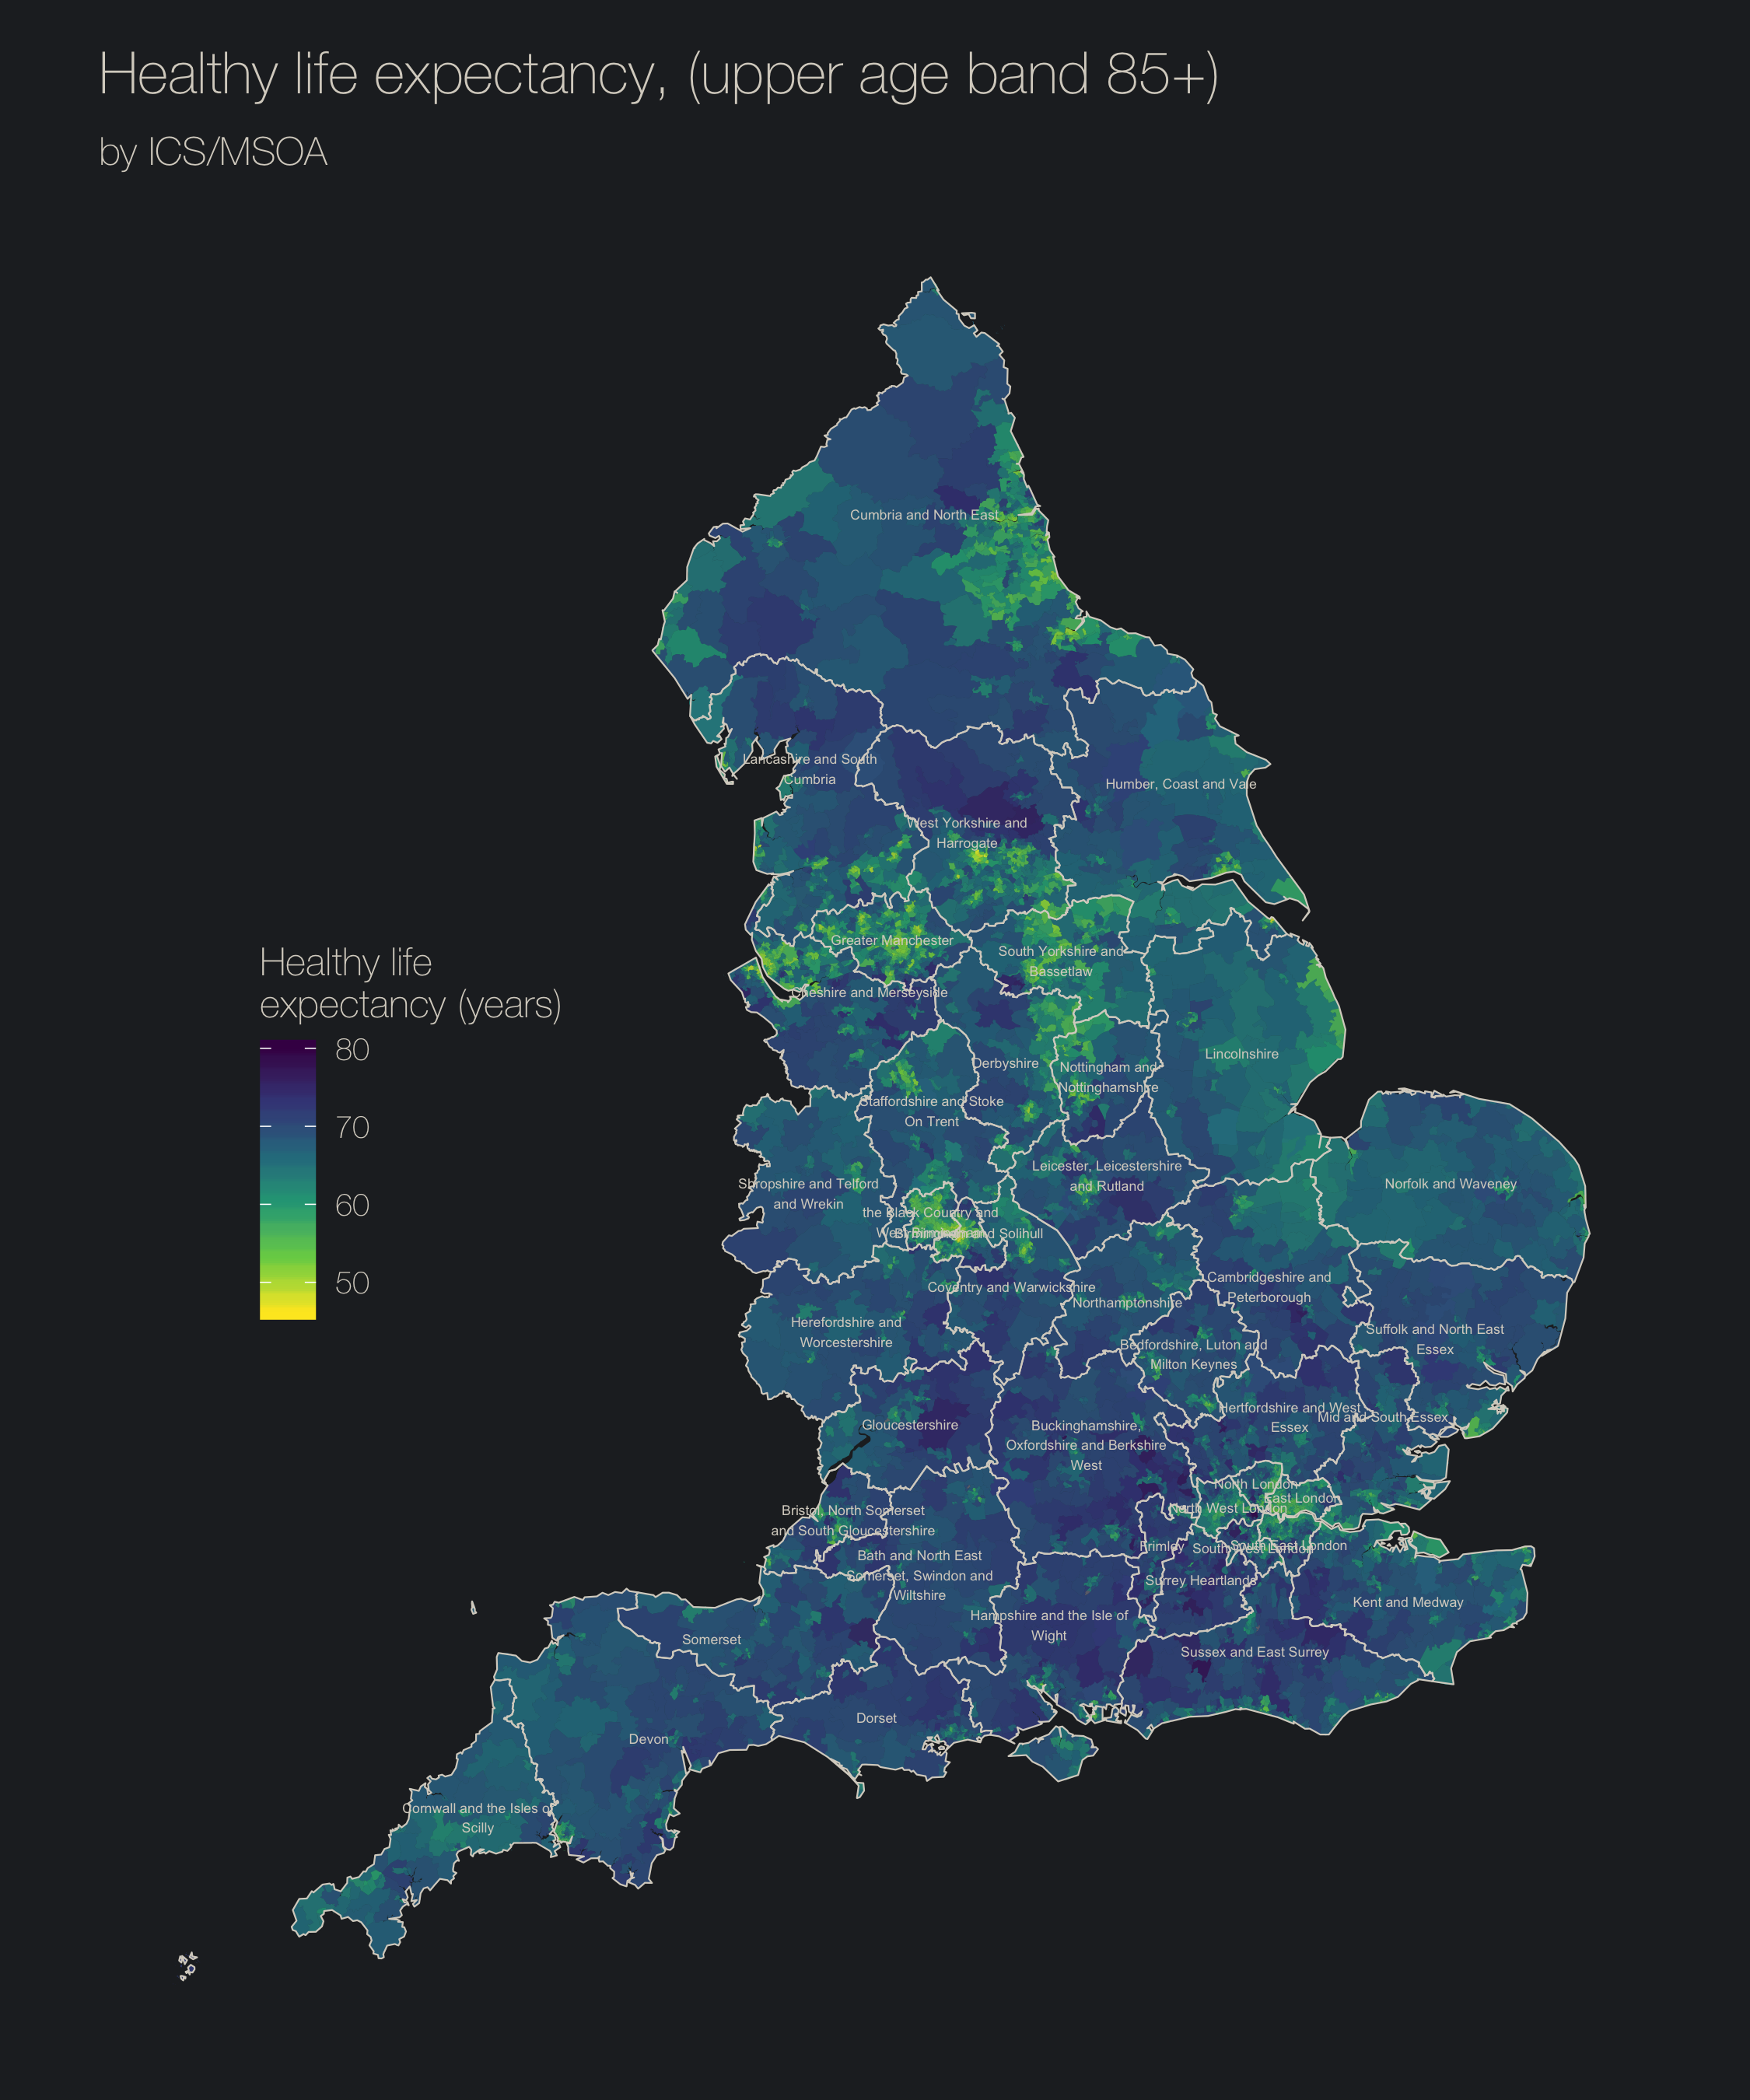 Healthy life expectancy, (upper age band 85+)
by ICS/MSOA
Cumbria and North East
Lancashire and South
Cumbria
Humber, Coast and Vale
West Yorkshire and
Harrogate
Greater Manchester
South Yorkshire and
Bassetlaw
Cheshire and Merseyside
Healthy life
expectancy (years)
80
70
60
50
Derbyshire
Lincolnshire
Nottingham and
Nottinghamshire
Staffordshire and Stoke
On Trent
Leicester, Leicestershire
and Rutland
Shropshire and Telford
and Wrekin
Norfolk and Waveney
the Black Country and
West Birmingham
Birmingham and Solihull
Coventry and Warwickshire
Northamptonshire
Cambridgeshire and
Peterborough
Herefordshire and
Worcestershire
Bedfordshire, Luton and
Milton Keynes
Suffolk and North East
Essex
Gloucestershire
Buckinghamshire,
Oxfordshire and Berkshire
West
Hertfordshire and West
Essex
Mid and South Essex
North London
East London
North West London
Bristol, North Somerset
and South Gloucestershire
Frimley
South West London
South East London
Bath and North East
Somerset, Swindon and
Wiltshire
Surrey Heartlands
Kent and Medway
Hampshire and the Isle of
Wight
Somerset
Sussex and East Surrey
Dorset
Devon
Cornwall and the Isles of
Scilly